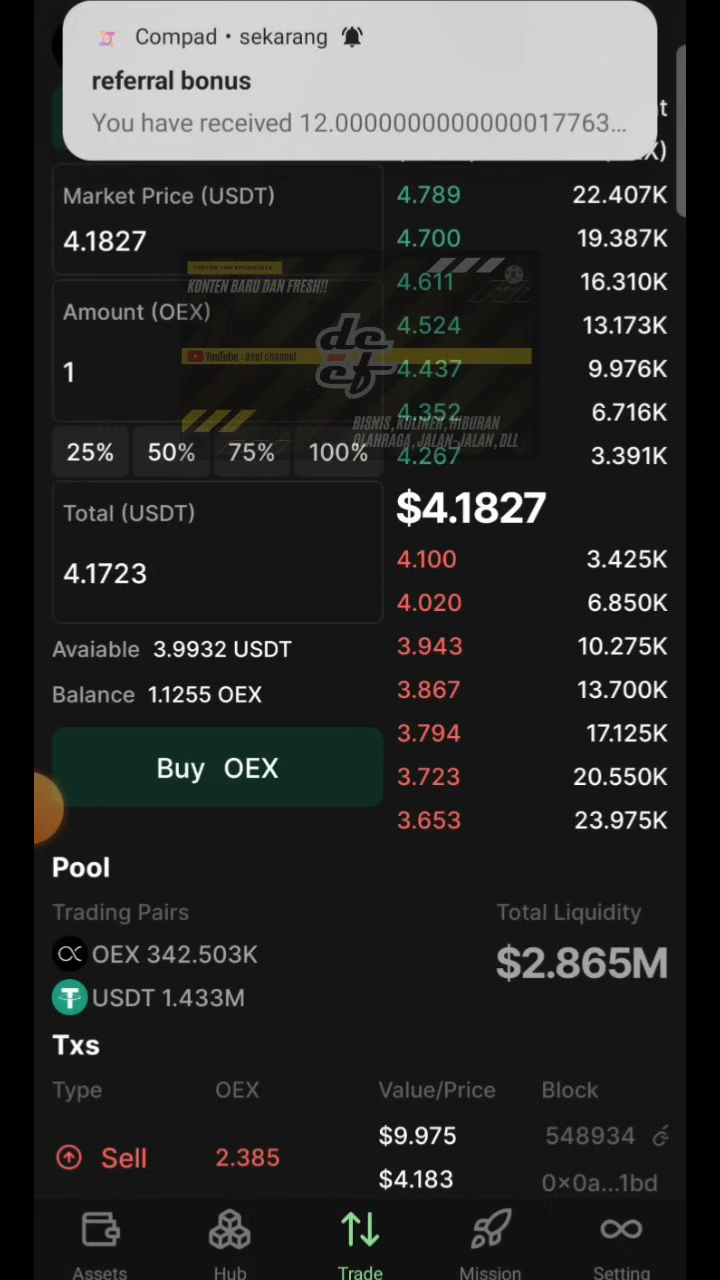 Compad • sekarang
referral bonus
You have received 12.0000000000000017763...
Market Price (USDT)
4.1827
Amount (OEX)
1
25% 50% 75% 100%
Total (USDT)
4.1723
Avaiable 3.9932 USDT
Balance 1.1255 OEX
Buy OEX
4.789 22.407K
4.700 19.387K
4.611 16.310K
4.524 13.173K
4.437 9.976K
4.352 6.716K
4.267 3.391K
$4.1827
4.100 3.425K
4.020 6.850K
3.943 10.275K
3.867 13.700K
3.794 17.125K
3.723 20.550K
3.653 23.975K
KONTEN BARU DAN FRESH!!
YouTube : deef channel
deef
BISNIS, KULINER, HIBURAN
OLAHRAGA, JALAN-JALAN, DLL
Pool
Trading Pairs Total Liquidity
OEX 342.503K
$2.865M
USDT 1.433M
Txs
Type OEX Value/Price Block
$9.975 548934
Sell 2.385
$4.183 0x0a...1bd
Assets Hub Trade Mission Setting